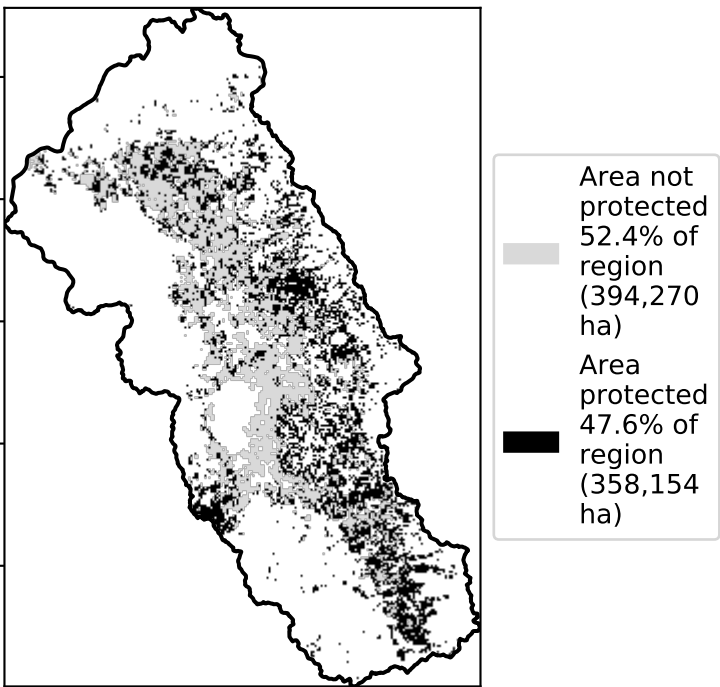 Area not
protected
52.4% of
region
(394,270
ha)
Area
protected
47.6% of
region
(358,154
ha)